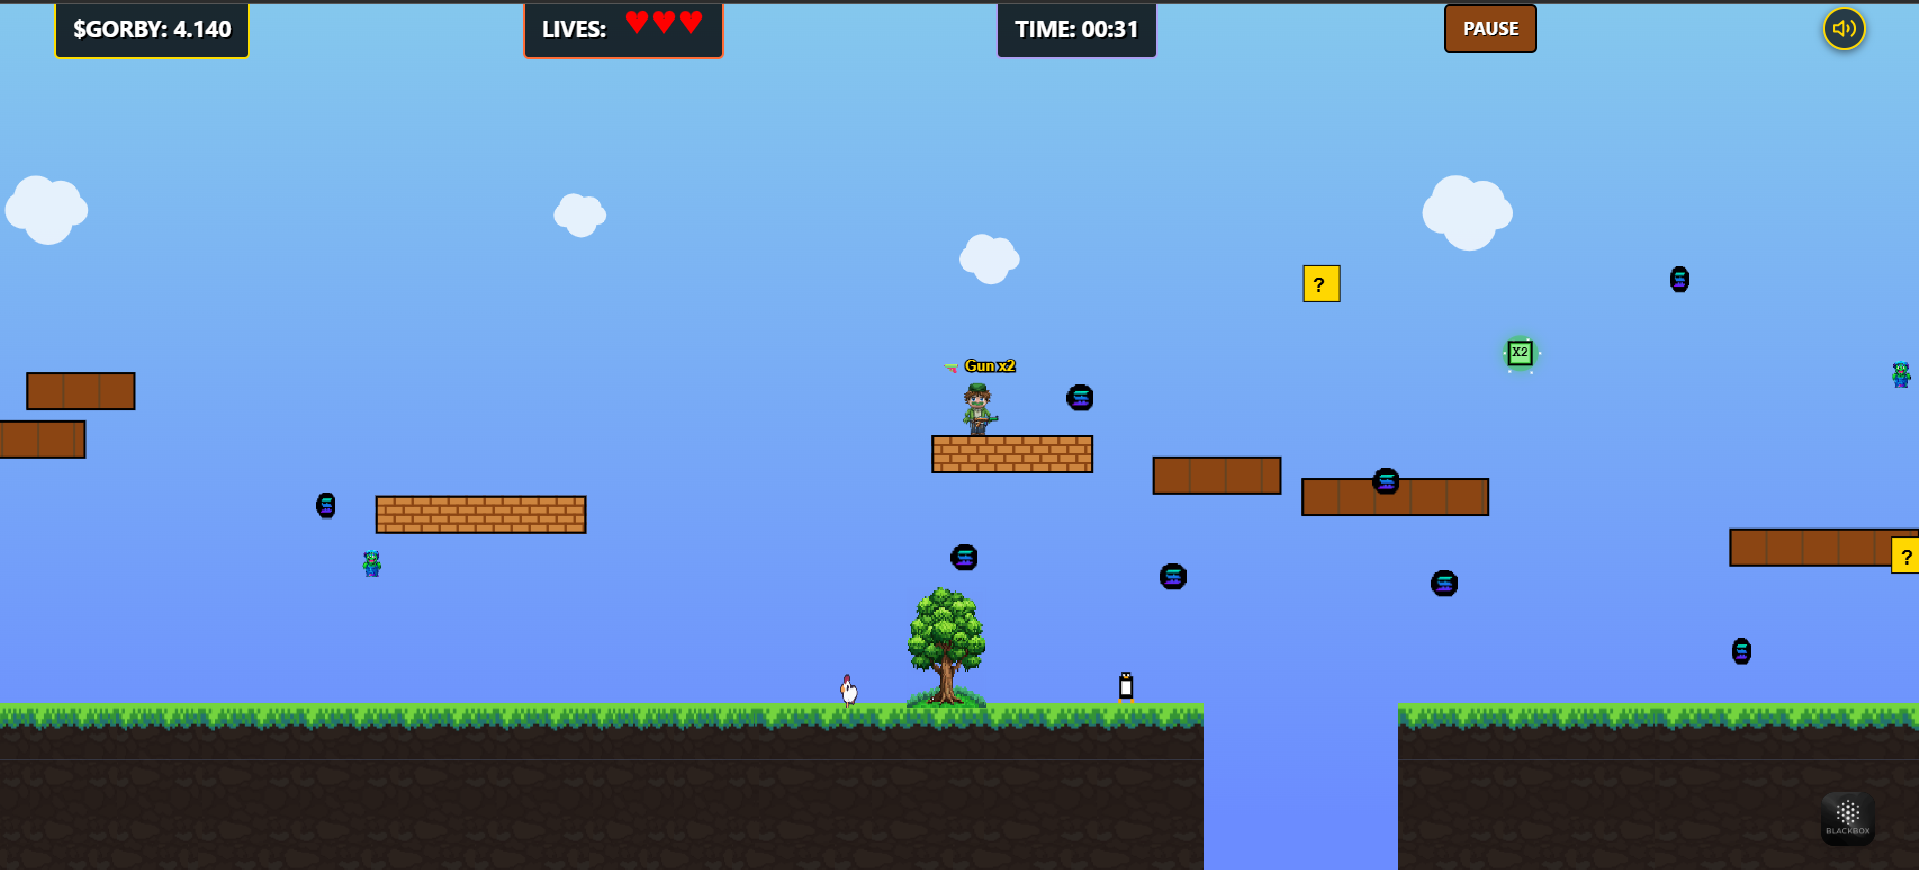 $GORBY: 4.140
LIVES:
TIME: 00:31
PAUSE
?
X2
Gun x2
?
BLACKBOX